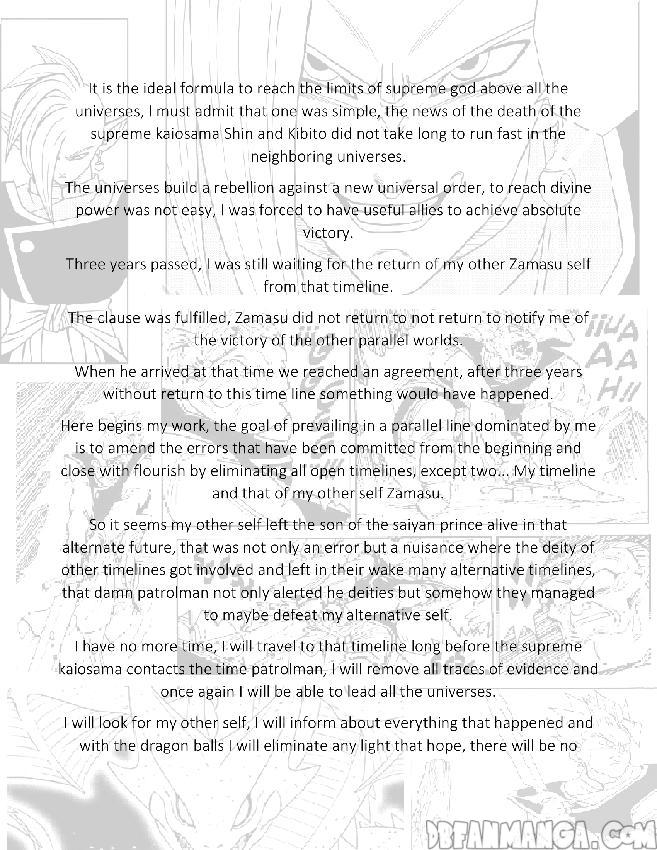 It is the ideal formula to reach the limits of supreme god above all the
universes, I must admit that one was simple, the news of the death of the
supreme kaiosama Shin and Kibito did not take long to run fast in the
neighboring universes.
The universes build a rebellion against a new universal order, to reach divine
power was not easy, I was forced to have useful allies to achieve absolute
victory.
Three years passed, I was still waiting for the return of my other Zamasu self
from that timeline.
The clause was fulfilled, Zamasu did not return to not return to notify me of
the victory of the other parallel worlds.
When he arrived at that time we reached an agreement, after three years
without return to this time line something would have happened.
Here begins my work, the goal of prevailing in a parallel line dominated by me
is to amend the errors that have been committed from the beginning and
close with flourish by eliminating all open timelines, except two... My timeline
and that of my other self Zamasu.
So it seems my other self left the son of the saiyan prince alive in that
alternate future, that was not only an error but a nuisance where the deity of
other timelines got involved and left in their wake many alternative timelines,
that damn patrolman not only alerted he deities but somehow they managed
to maybe defeat my alternative self.
I have no more time, I will travel to that timeline long before the supreme
kaiosama contacts the time patrolman, I will remove all traces of evidence and
once again I will be able to lead all the universes.
I will look for my other self, I will inform about everything that happened and
with the dragon balls I will eliminate any light that hope, there will be no
DBFANMANGA.COM